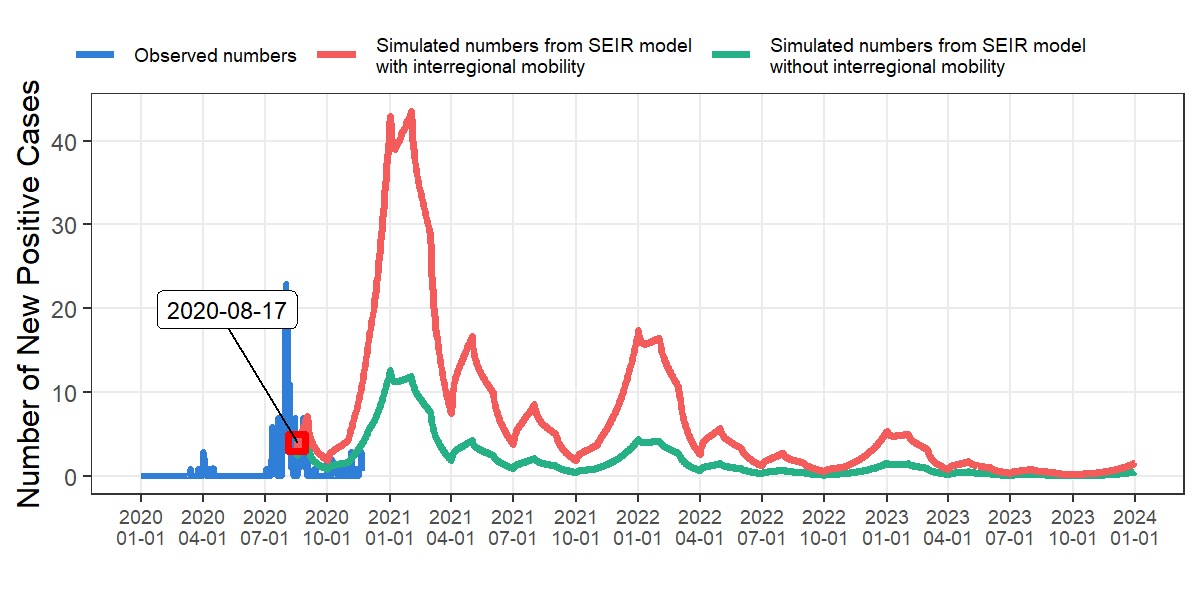 Observed numbers
Simulated numbers from SEIR model
with interregional mobility
Simulated numbers from SEIR model
without interregional mobility
Number of New Positive Cases
40
30
20
10
0
2020-08-17
2020 2020 2020 2020 2021 2021 2021 2021 2022 2022 2022 2022 2023 2023 2023 2023 2024
01-01 04-01 07-01 10-01 01-01 04-01 07-01 10-01 01-01 04-01 07-01 10-01 01-01 04-01 07-01 10-01 01-01